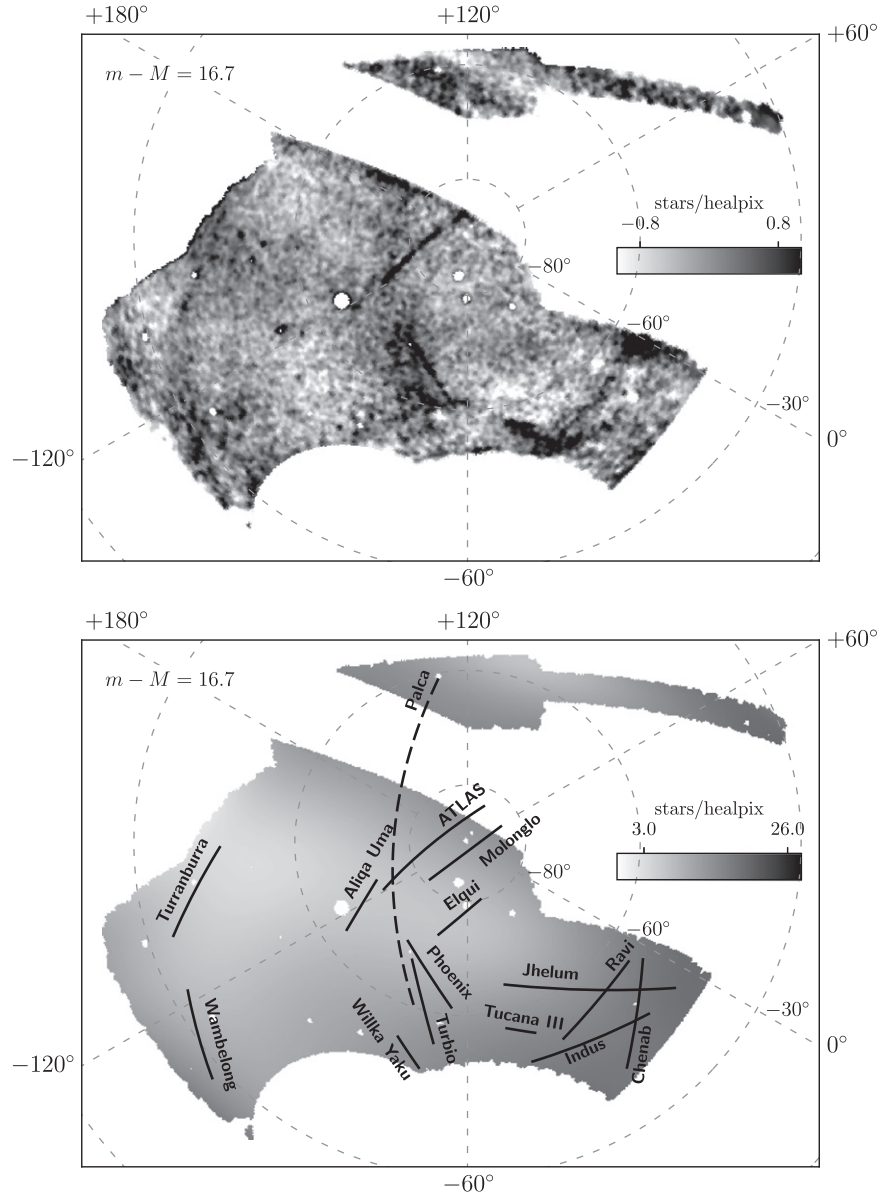 +180°
+120°
+60°
m − M = 16.7
stars/healpix
−0.8
0.8
−80°
−60°
−30°
0°
−120°
−60°
+180°
+120°
+60°
m − M = 16.7
Palca
ATLAS
stars/healpix
3.0
26.0
Molonglo
Aliqa Uma
Turranburra
−80°
Elqui
−60°
Ravi
Phoenix
Jhelum
−30°
Wambelong
Willka Yaku
Turbio
Tucana III
Indus
Chenab
0°
−120°
−60°